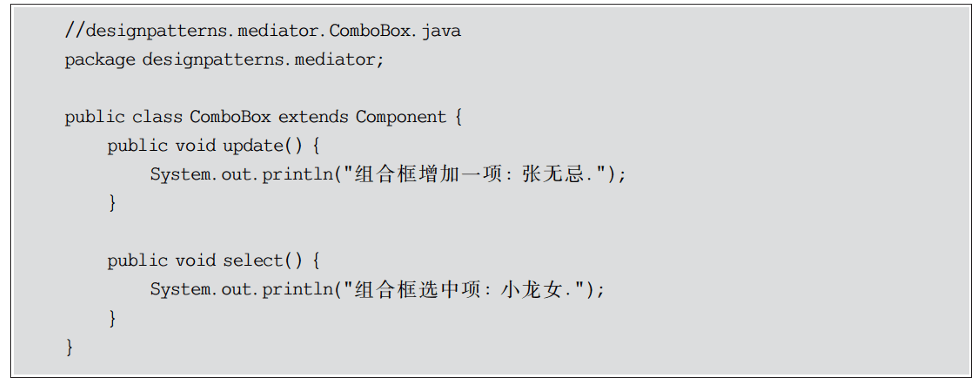 //designpatterns.mediator.ComboBox.java
package designpatterns.mediator;

public class ComboBox extends Component {
    public void update() {
        System.out.println("组合框增加一项: 张无忌.");
    }

    public void select() {
        System.out.println("组合框选中项: 小龙女.");
    }
}